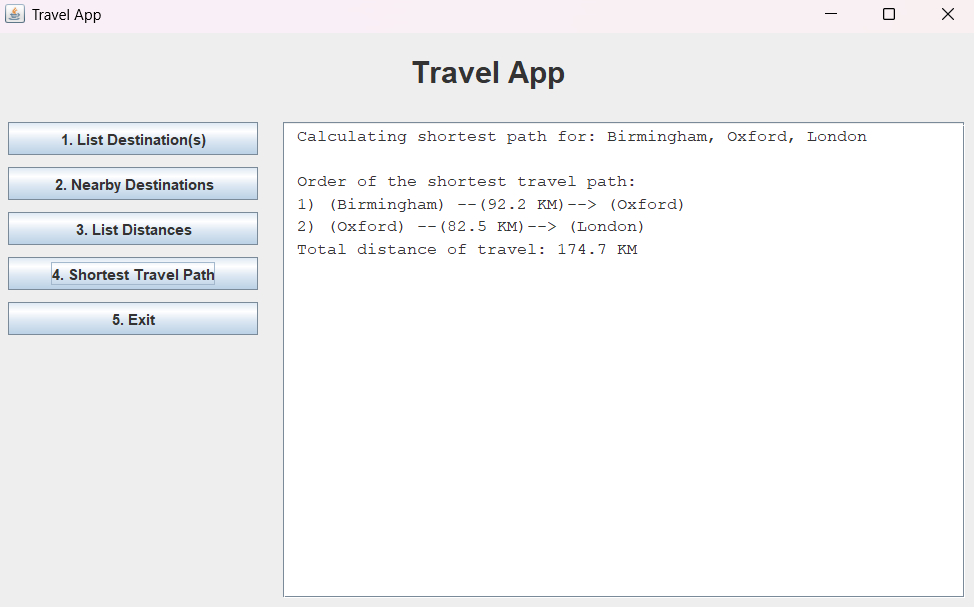 Travel App
Travel App
1. List Destination(s)
2. Nearby Destinations
3. List Distances
4. Shortest Travel Path
5. Exit
Calculating shortest path for: Birmingham, Oxford, London
Order of the shortest travel path:
1) (Birmingham) --(92.2 KM)--> (Oxford)
2) (Oxford) --(82.5 KM)--> (London)
Total distance of travel: 174.7 KM